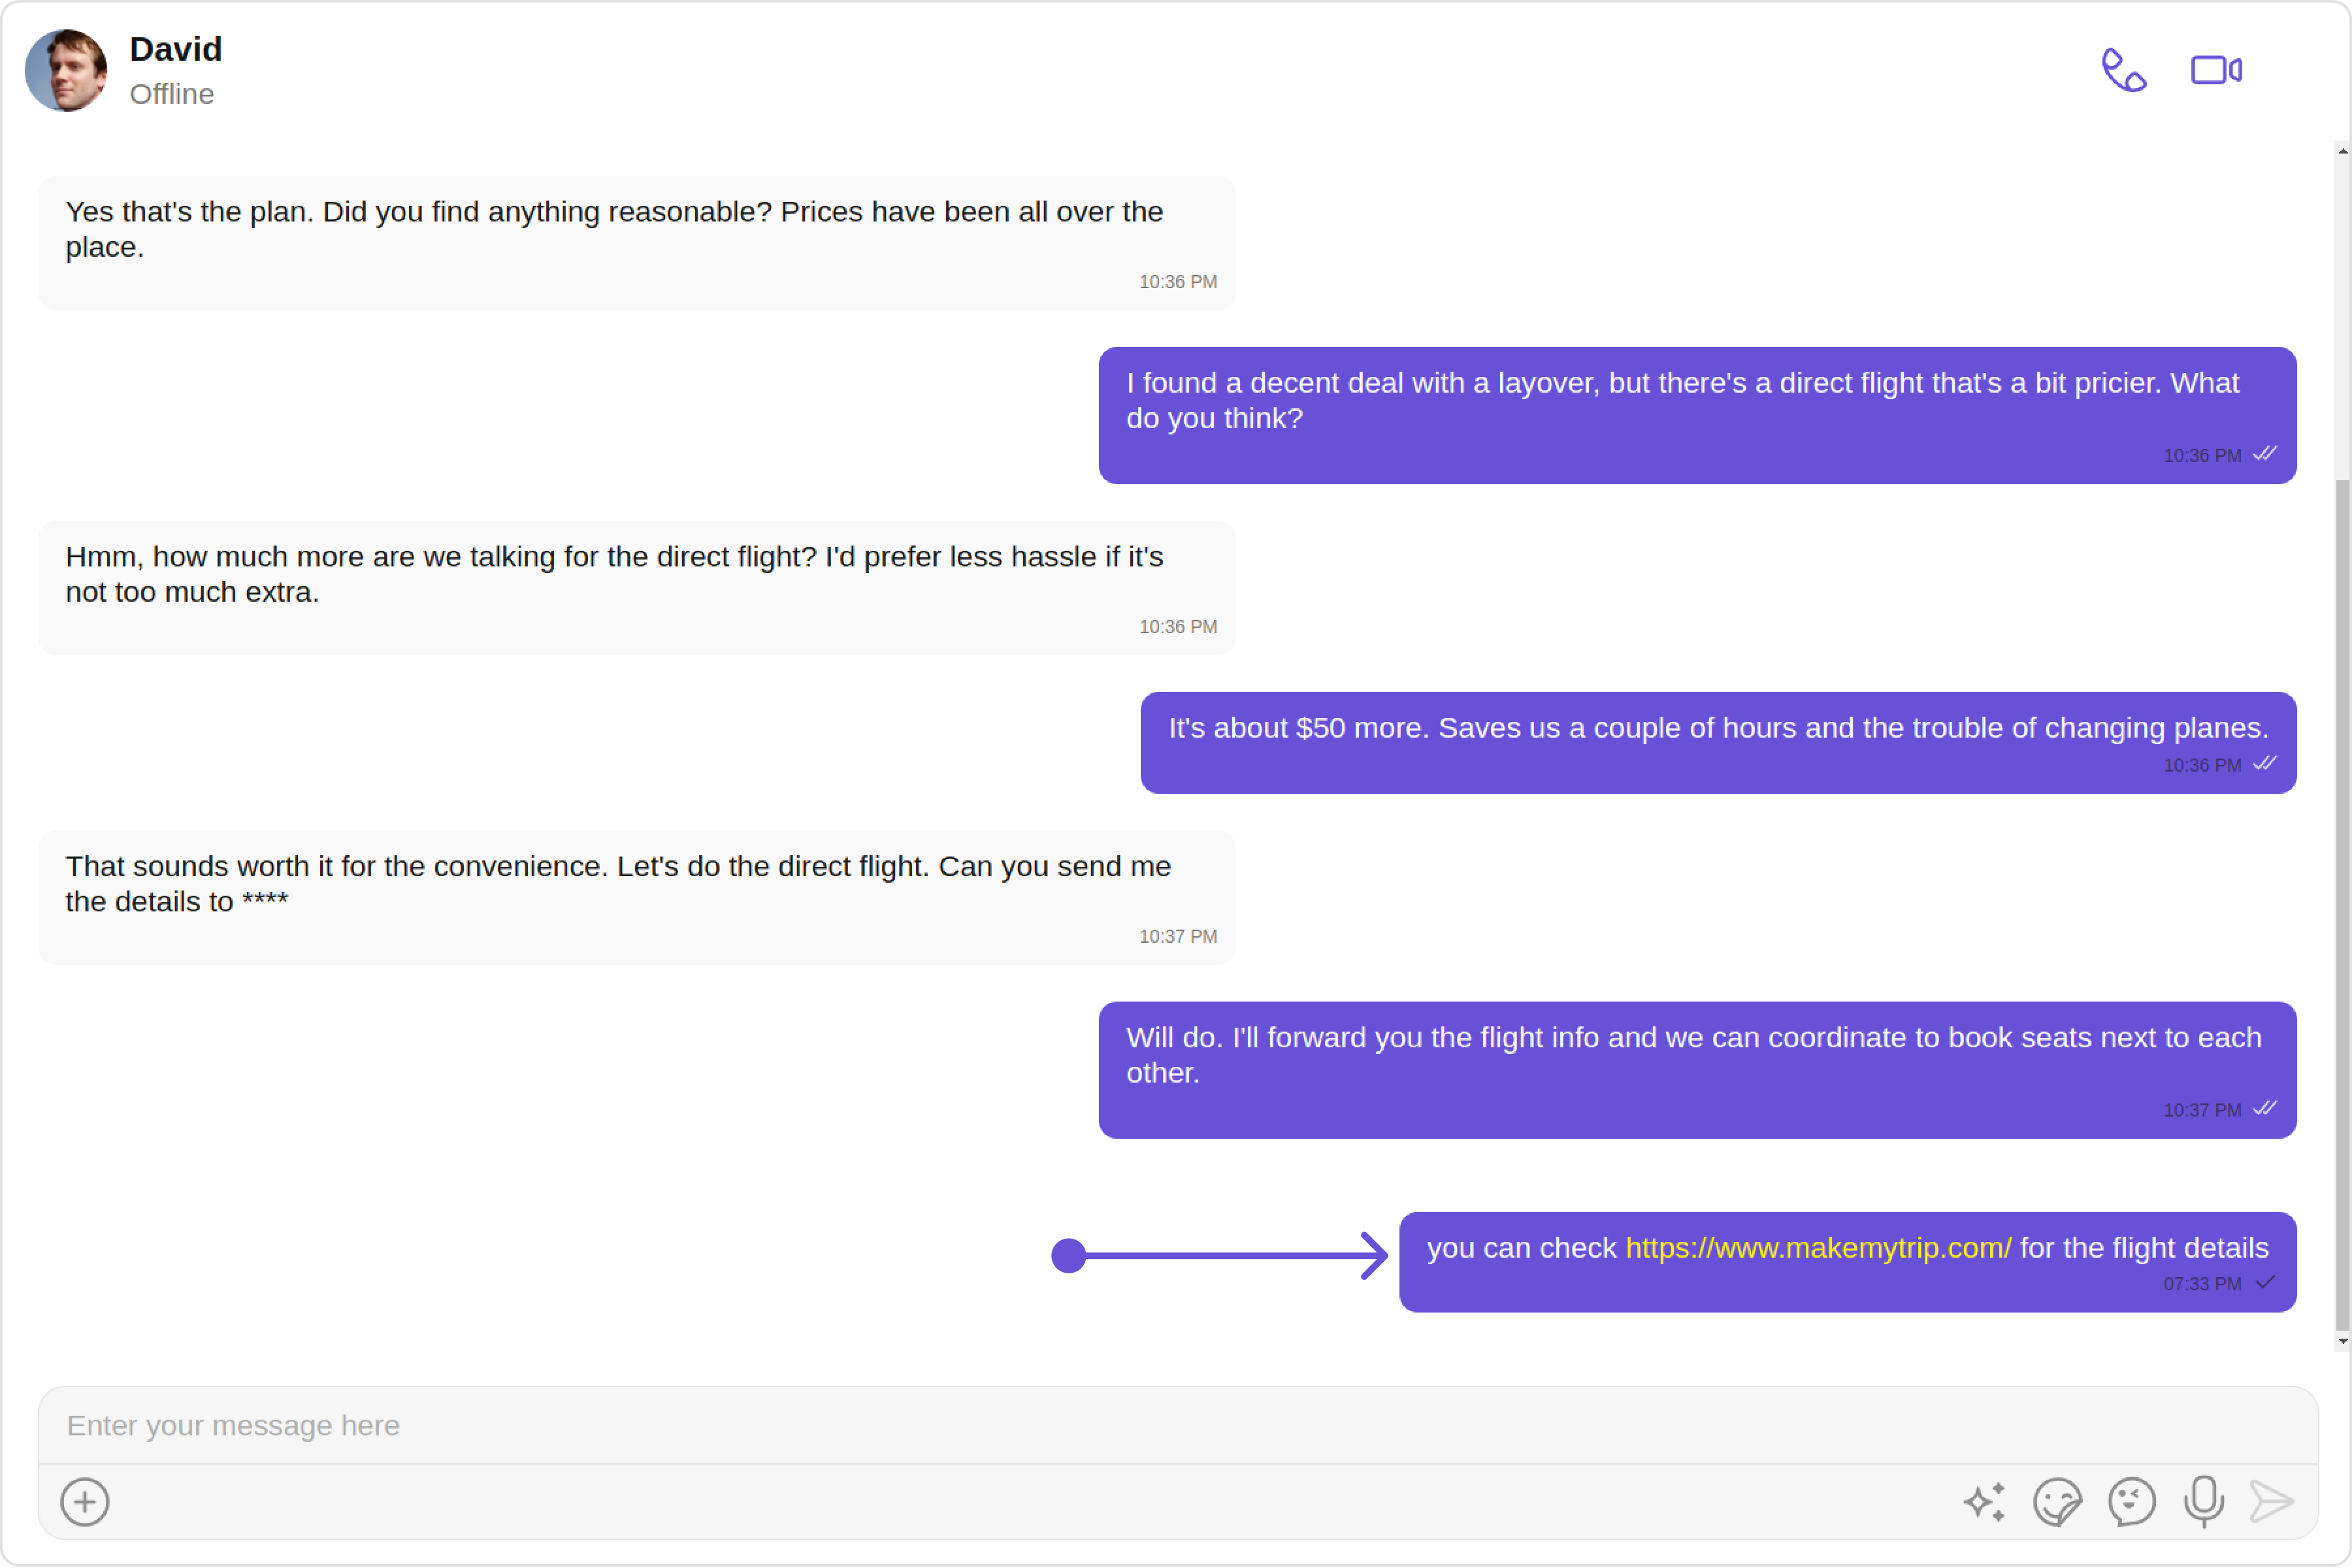 David
Offline
Yes that's the plan. Did you find anything reasonable? Prices have been all over the
place.
10:36 PM
I found a decent deal with a layover, but there's a direct flight that's a bit pricier. What
do you think?
10:36 PM
Hmm, how much more are we talking for the direct flight? I'd prefer less hassle if it's
not too much extra.
10:36 PM
It's about $50 more. Saves us a couple of hours and the trouble of changing planes.
10:36 PM
That sounds worth it for the convenience. Let's do the direct flight. Can you send me
the details to ****
10:37 PM
Will do. I'll forward you the flight info and we can coordinate to book seats next to each
other.
10:37 PM
you can check https://www.makemytrip.com/ for the flight details
07:33 PM
Enter your message here